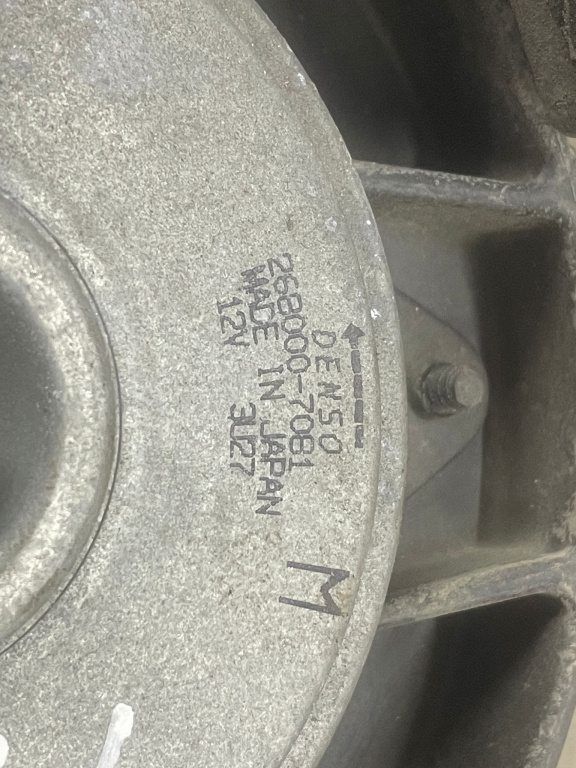 DENSO
268000-7081
MADE IN JAPAN
12V 3U27
M